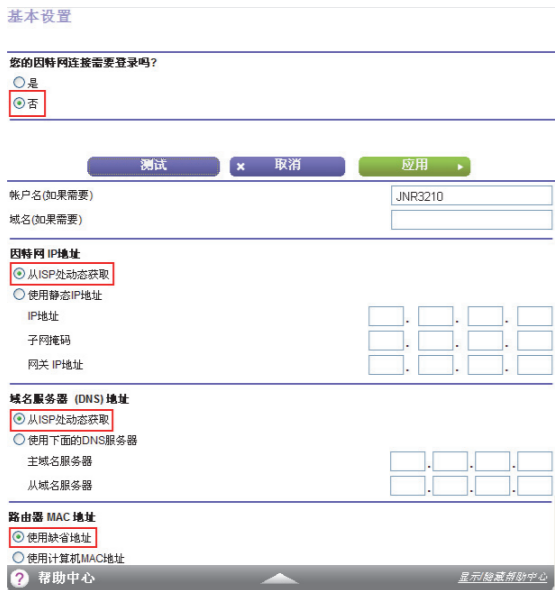 基本设置
您的因特网连接需要登录吗?
是
否
测试
× 取消
应用
帐户名(如果需要)
JNR3210
域名(如果需要)
因特网 IP地址
从ISP处动态获取
使用静态IP地址
IP地址
子网掩码
网关 IP地址
域名服务器 (DNS) 地址
从ISP处动态获取
使用下面的DNS服务器
主域名服务器
从域名服务器
路由器 MAC 地址
使用缺省地址
使用计算机MAC地址
? 帮助中心
显示/隐藏帮助中心